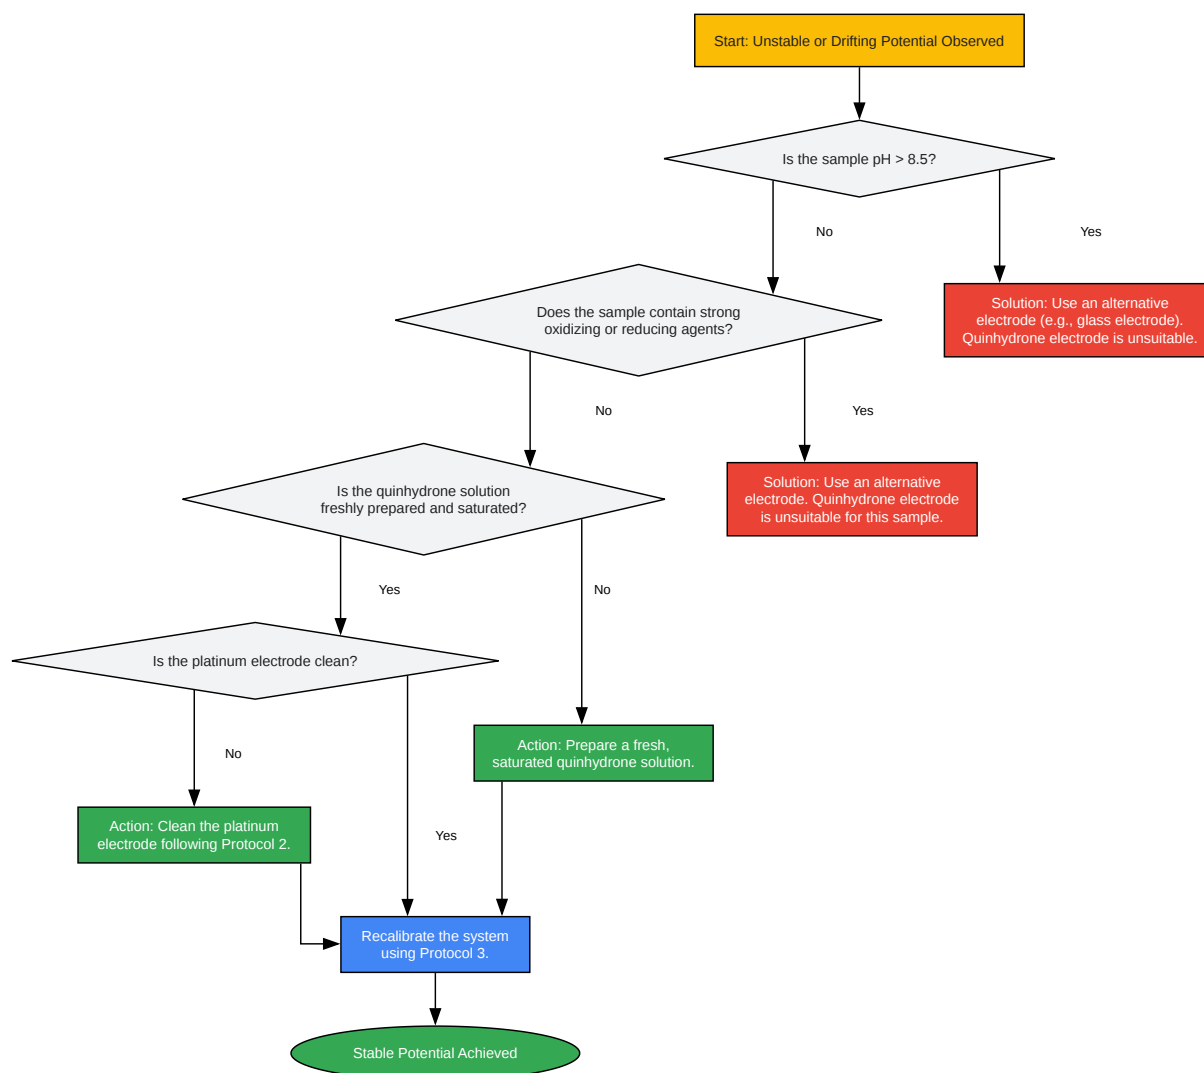 Start: Unstable or Drifting Potential Observed
Is the sample pH > 8.5?
No
Yes
Does the sample contain strong
oxidizing or reducing agents?
Solution: Use an alternative
electrode (e.g., glass electrode).
Quinhydrone electrode is unsuitable.
No
Yes
Is the quinhydrone solution
freshly prepared and saturated?
Solution: Use an alternative
electrode. Quinhydrone electrode
is unsuitable for this sample.
Yes
No
Is the platinum electrode clean?
No
Action: Prepare a fresh,
saturated quinhydrone solution.
Action: Clean the platinum
electrode following Protocol 2.
Yes
Recalibrate the system
using Protocol 3.
Stable Potential Achieved